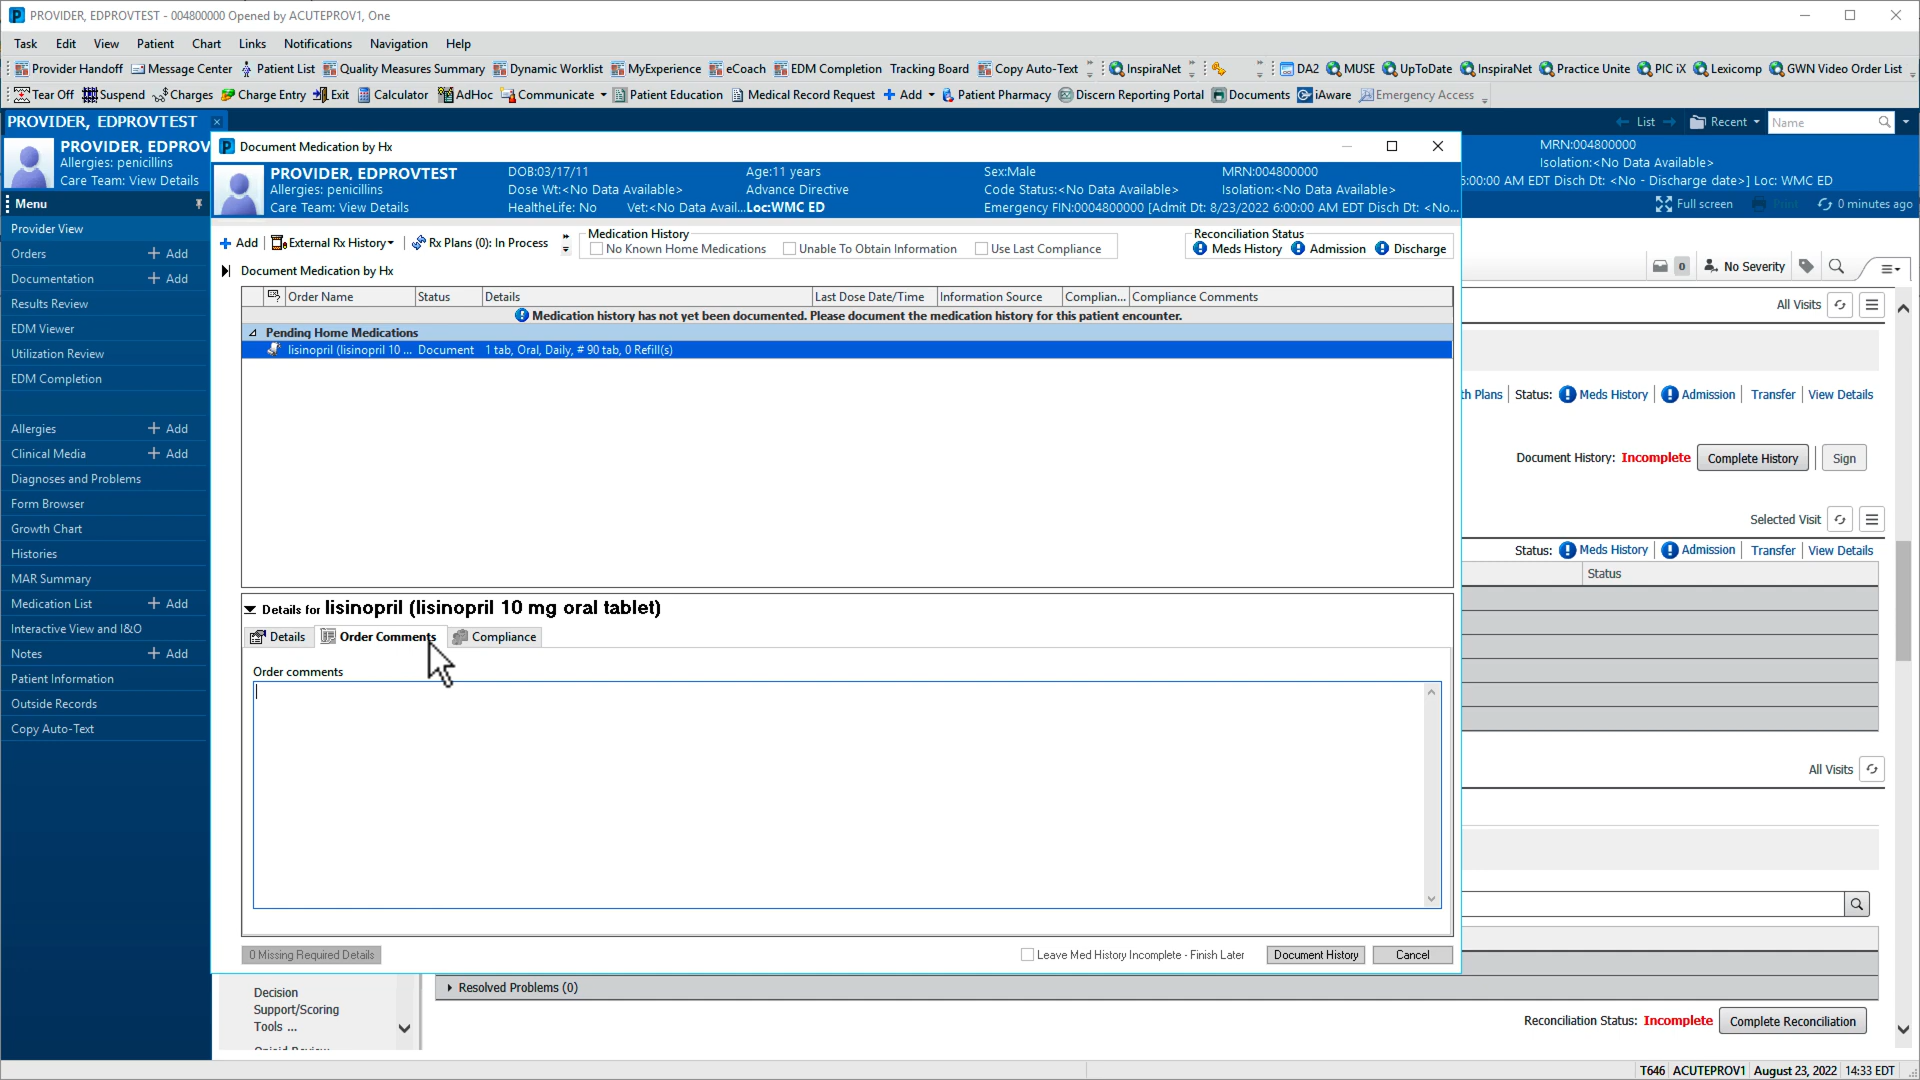 PROVIDER, EDPROVTEST - 004800000 Opened by ACUTEPROV1, One
Task Edit View Patient Chart Links Notifications Navigation Help
Provider Handoff Message Center Patient List Quality Measures Summary Dynamic Worklist MyExperience eCoach EDM Completion Tracking Board Copy Auto-Text InspiraNet DA2 MUSE UpToDate InspiraNet Practice Unite PIC iX Lexicomp GWN Video Order List
Tear Off Suspend Charges Charge Entry Exit Calculator AdHoc Communicate Patient Education Medical Record Request Add Patient Pharmacy Discern Reporting Portal Documents iAware Emergency Access
PROVIDER, EDPROVTEST List Recent Name
PROVIDER, EDPROV
Allergies: penicillins
Care Team: View Details
MRN:004800000
Isolation:<No Data Available>
5:00:00 AM EDT Disch Dt: <No - Discharge date>] Loc: WMC ED
Full screen Print 0 minutes ago
Menu
Provider View
Orders + Add
Documentation + Add
Results Review
EDM Viewer
Utilization Review
EDM Completion
Allergies + Add
Clinical Media + Add
Diagnoses and Problems
Form Browser
Growth Chart
Histories
MAR Summary
Medication List + Add
Interactive View and I&O
Notes + Add
Patient Information
Outside Records
Copy Auto-Text
Document Medication by Hx
PROVIDER, EDPROVTEST DOB:03/17/11 Age:11 years Sex:Male MRN:004800000
Allergies: penicillins Dose Wt:<No Data Available> Advance Directive Code Status:<No Data Available> Isolation:<No Data Available>
Care Team: View Details HealtheLife: No Vet:<No Data Avail... Loc:WMC ED Emergency FIN:0004800000 [Admit Dt: 8/23/2022 6:00:00 AM EDT Disch Dt: <No...
+ Add External Rx History Rx Plans (0): In Process
Medication History
No Known Home Medications Unable To Obtain Information Use Last Compliance
Reconciliation Status
Meds History Admission Discharge
Document Medication by Hx
Order Name Status Details Last Dose Date/Time Information Source Complian... Compliance Comments
Medication history has not yet been documented. Please document the medication history for this patient encounter.
Pending Home Medications
lisinopril (lisinopril 10 ... Document 1 tab, Oral, Daily, # 90 tab, 0 Refill(s)
Details for lisinopril (lisinopril 10 mg oral tablet)
Details Order Comments Compliance
Order comments
0 Missing Required Details Leave Med History Incomplete - Finish Later Document History Cancel
0 No Severity
All Visits
th Plans Status: Meds History Admission Transfer View Details
Document History: Incomplete Complete History Sign
Selected Visit
Status: Meds History Admission Transfer View Details
Status
All Visits
Decision
Support/Scoring
Tools ...
Opioid Review
Resolved Problems (0)
Reconciliation Status: Incomplete Complete Reconciliation
T646 ACUTEPROV1 August 23, 2022 14:33 EDT